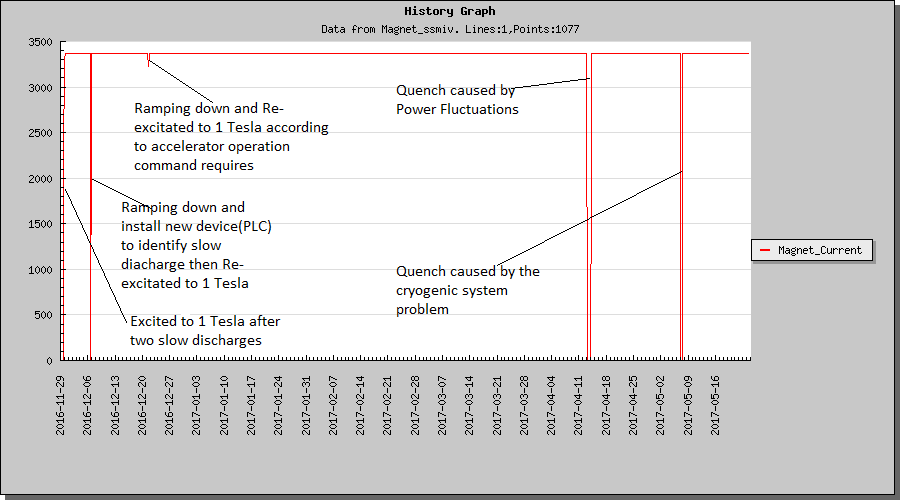 History Graph
Data from Magnet_ssmiv. Lines:1,Points:1077
3500
3000
2500
2000
1500
1000
500
0
Ramping down and Re-
excitated to 1 Tesla according
to accelerator operation
command requires
Quench caused by
Power Fluctuations
Ramping down and
install new device(PLC)
to identify slow
diacharge then Re-
excitated to 1 Tesla
Quench caused by the
cryogenic system
problem
Excited to 1 Tesla after
two slow discharges
Magnet_Current
2016-11-29
2016-12-06
2016-12-13
2016-12-20
2016-12-27
2017-01-03
2017-01-10
2017-01-17
2017-01-24
2017-01-31
2017-02-07
2017-02-14
2017-02-21
2017-02-28
2017-03-07
2017-03-14
2017-03-21
2017-03-28
2017-04-04
2017-04-11
2017-04-18
2017-04-25
2017-05-02
2017-05-09
2017-05-16